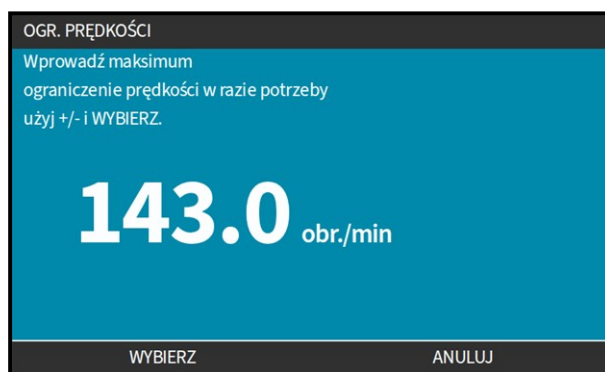 OGR. PRĘDKOŚCI
Wprowadź maksimum
ograniczenie prędkości w razie potrzeby
użyj +/- i WYBIERZ.
143.0 obr./min
WYBIERZ ANULUJ